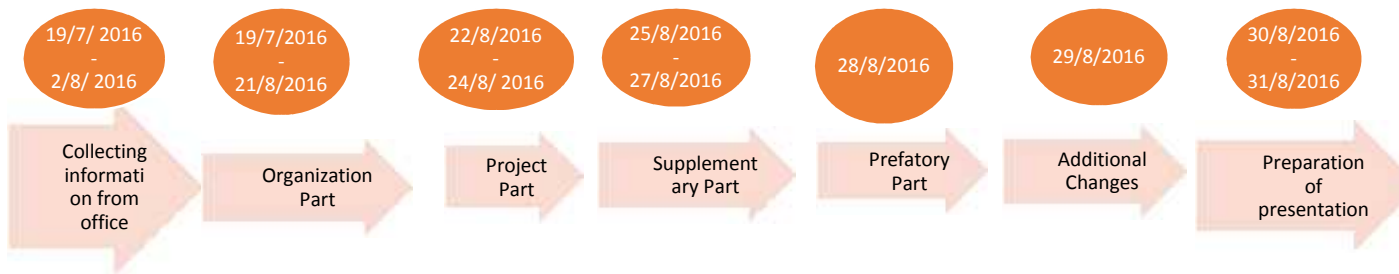 19/7/ 2016
-
2/8/ 2016
19/7/2016
-
21/8/2016
22/8/2016
-
24/8/ 2016
25/8/2016
-
27/8/2016
28/8/2016
29/8/2016
30/8/2016
-
31/8/2016
Collecting
informati
on from
office
Organization
Part
Project
Part
Supplement
ary Part
Prefatory
Part
Additional
Changes
Preparation
of
presentation